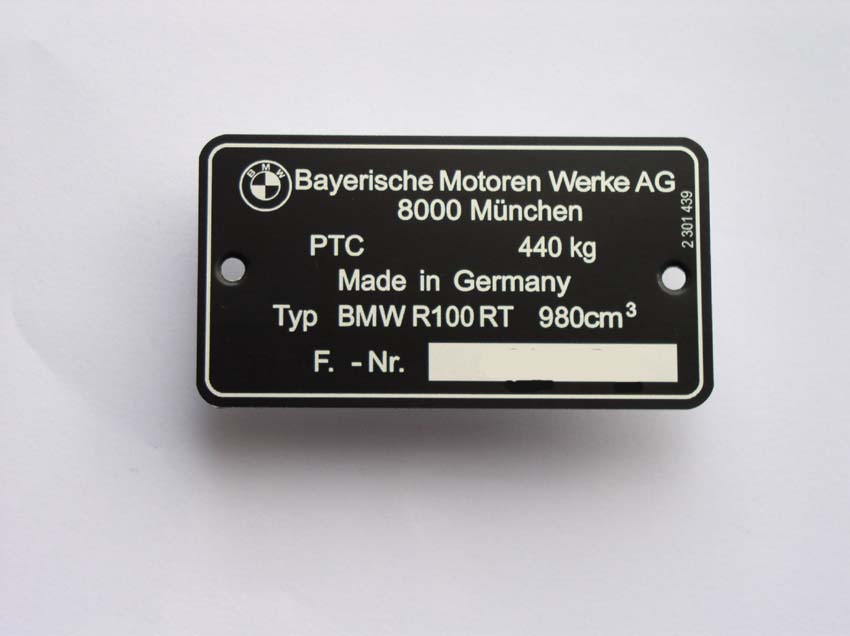 BMW
Bayerische Motoren Werke AG
8000 München
2 301 439
PTC 440 kg
Made in Germany
Typ BMW R100 RT 980cm³
F. - Nr.